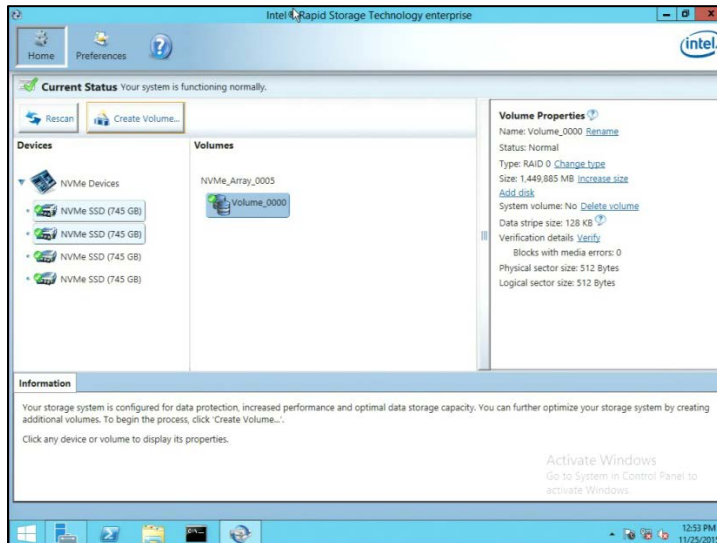 Intel® Rapid Storage Technology enterprise
Home
Preferences
intel
Current Status Your system is functioning normally.
Rescan
Create Volume...
Devices
NVMe Devices
NVMe SSD (745 GB)
NVMe SSD (745 GB)
NVMe SSD (745 GB)
NVMe SSD (745 GB)
Volumes
NVMe_Array_0005
Volume_0000
Volume Properties
Name: Volume_0000 Rename
Status: Normal
Type: RAID 0 Change type
Size: 1,449,885 MB Increase size
Add disk
System volume: No Delete volume
Data stripe size: 128 KB
Verification details Verify
Blocks with media errors: 0
Physical sector size: 512 Bytes
Logical sector size: 512 Bytes
Information
Your storage system is configured for data protection, increased performance and optimal data storage capacity. You can further optimize your storage system by creating
additional volumes. To begin the process, click 'Create Volume...'.
Click any device or volume to display its properties.
Activate Windows
Go to System in Control Panel to
activate Windows.
12:53 PM